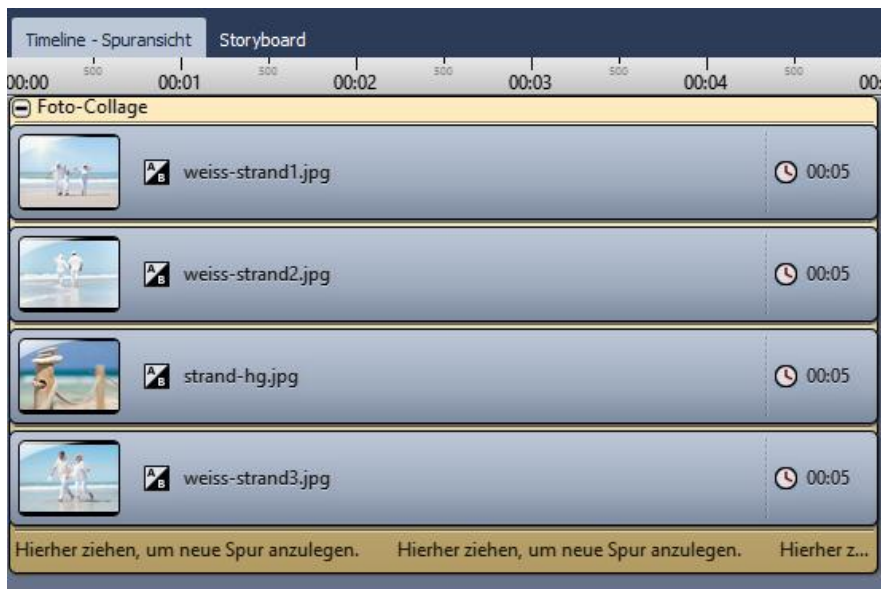 Timeline - Spuransicht Storyboard
500 500 500 500 500
00:00 00:01 00:02 00:03 00:04 00:
Foto-Collage
A B weiss-strand1.jpg 00:05
A B weiss-strand2.jpg 00:05
A B strand-hg.jpg 00:05
A B weiss-strand3.jpg 00:05
Hierher ziehen, um neue Spur anzulegen. Hierher ziehen, um neue Spur anzulegen. Hierher z...